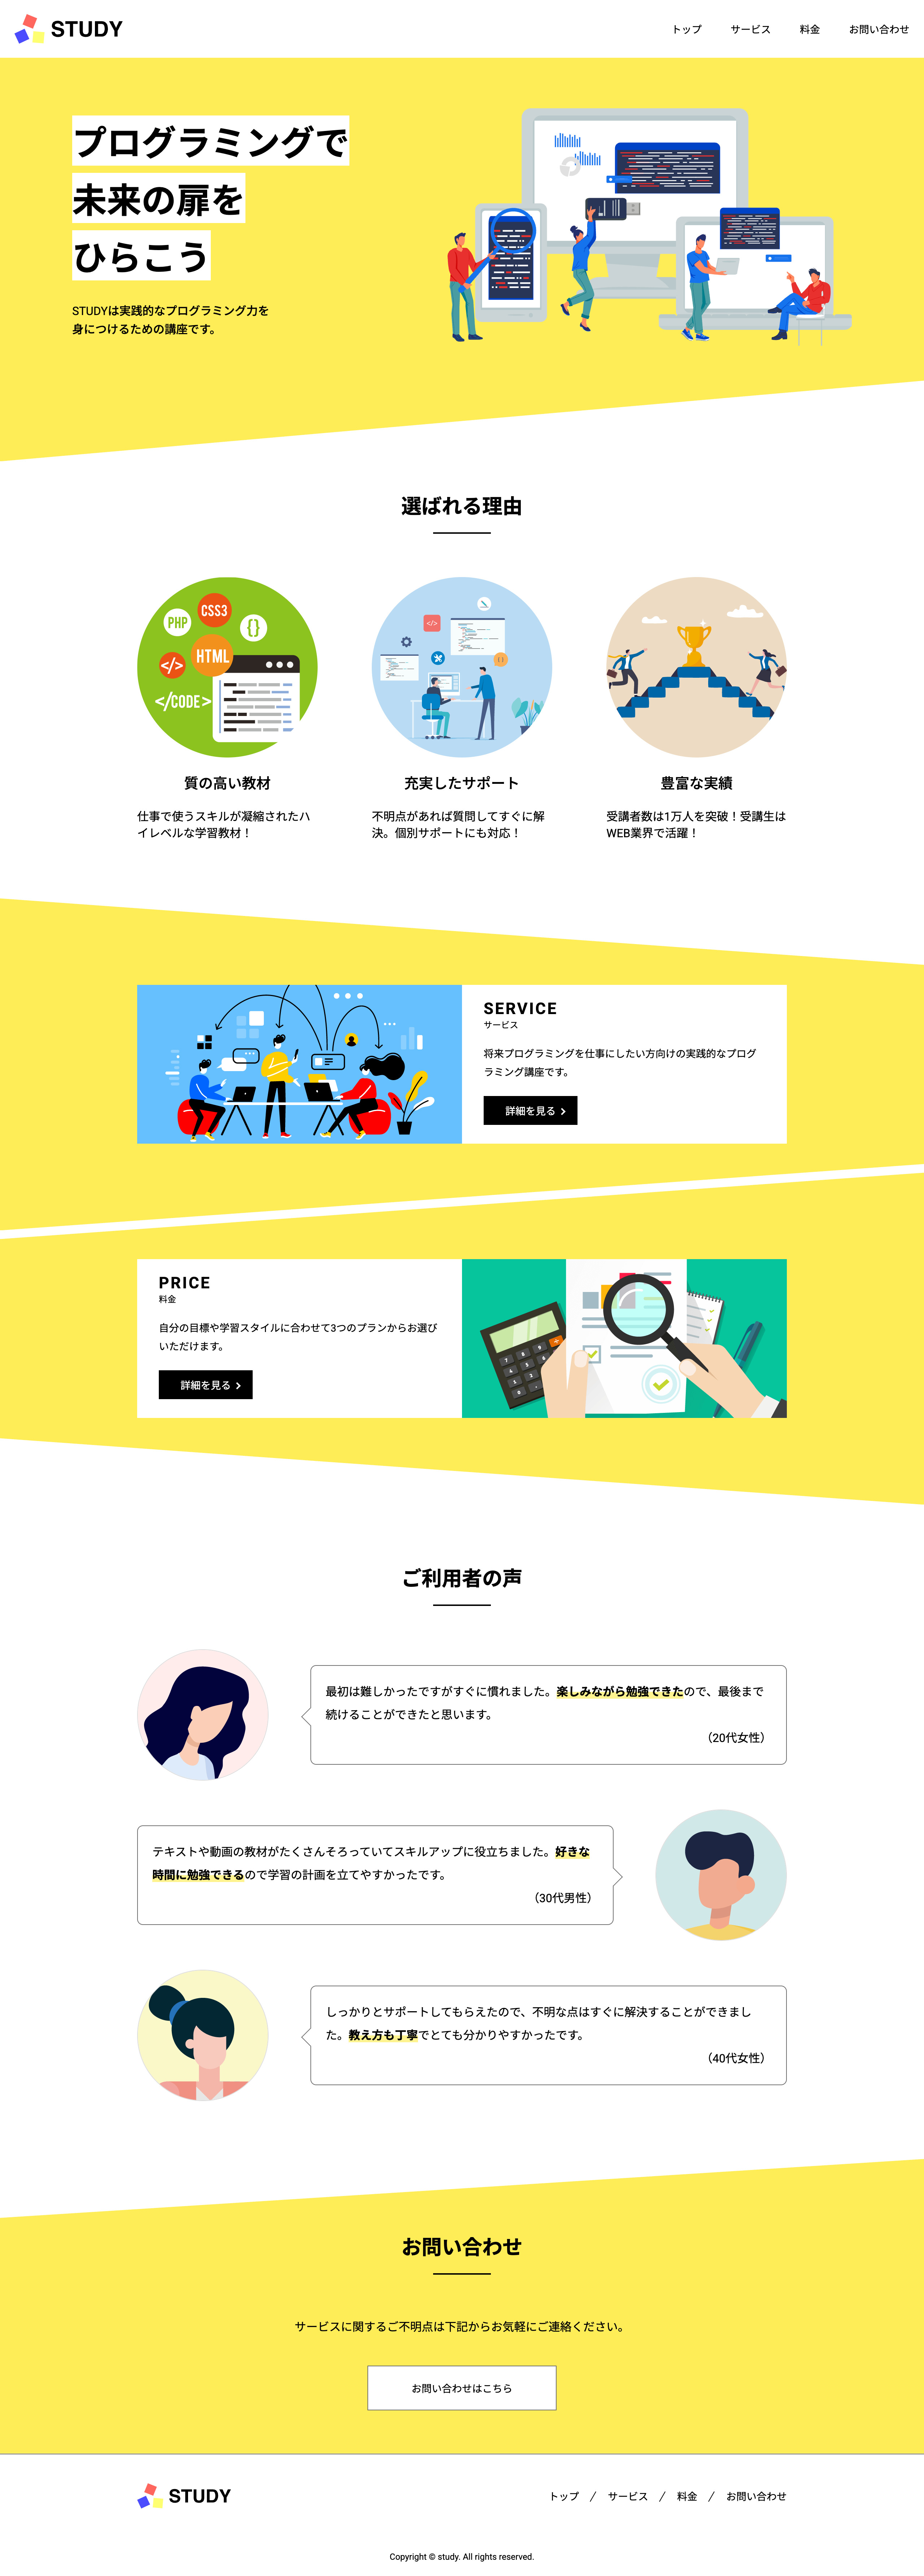 STUDY
トップ サービス 料金 お問い合わせ
プログラミングで
未来の扉を
ひらこう
STUDYは実践的なプログラミング力を
身につけるための講座です。
選ばれる理由
PHP
CSS3
{}
</>
HTML
</CODE>
</>
質の高い教材
仕事で使うスキルが凝縮されたハ
イレベルな学習教材！
充実したサポート
不明点があれば質問してすぐに解
決。個別サポートにも対応！
豊富な実績
受講者数は1万人を突破！受講生は
WEB業界で活躍！
SERVICE
サービス
将来プログラミングを仕事にしたい方向けの実践的なプログ
ラミング講座です。
詳細を見る
PRICE
料金
自分の目標や学習スタイルに合わせて3つのプランからお選び
いただけます。
詳細を見る
ご利用者の声
最初は難しかったですがすぐに慣れました。楽しみながら勉強できたので、最後まで
続けることができたと思います。
（20代女性）
テキストや動画の教材がたくさんそろっていてスキルアップに役立ちました。好きな
時間に勉強できるので学習の計画を立てやすかったです。
（30代男性）
しっかりとサポートしてもらえたので、不明な点はすぐに解決することができまし
た。教え方も丁寧でとても分かりやすかったです。
（40代女性）
お問い合わせ
サービスに関するご不明点は下記からお気軽にご連絡ください。
お問い合わせはこちら
STUDY
トップ / サービス / 料金 / お問い合わせ
Copyright © study. All rights reserved.